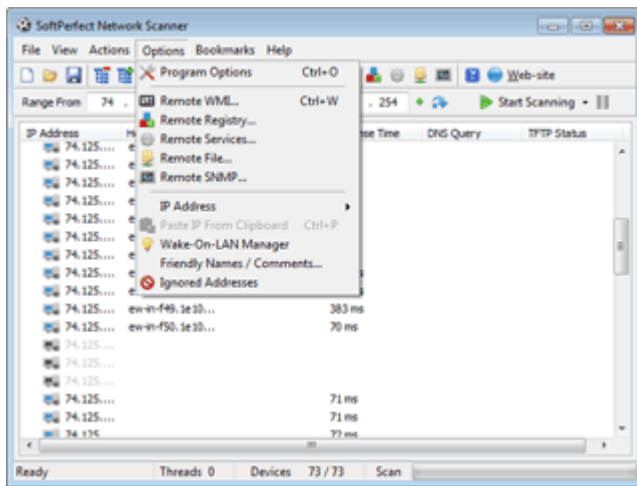 SoftPerfect Network Scanner
File View Actions Options Bookmarks Help
Web-site
Range From 74 . . 254 Start Scanning
IP Address se Time DNS Query TFTP Status
Program Options Ctrl+O
Remote WMI... Ctrl+W
Remote Registry...
Remote Services...
Remote File...
Remote SNMP...
IP Address
Paste IP From Clipboard Ctrl+P
Wake-On-LAN Manager
Friendly Names / Comments...
Ignored Addresses
74.125....
74.125....
74.125....
74.125....
74.125....
74.125....
74.125....
74.125....
74.125....
74.125.... ew-in-f49.1e10... 383 ms
74.125.... ew-in-f50.1e10... 70 ms
74.125....
74.125....
74.125....
74.125.... 71 ms
74.125.... 71 ms
74.125 72 ms
Ready Threads 0 Devices 73 / 73 Scan